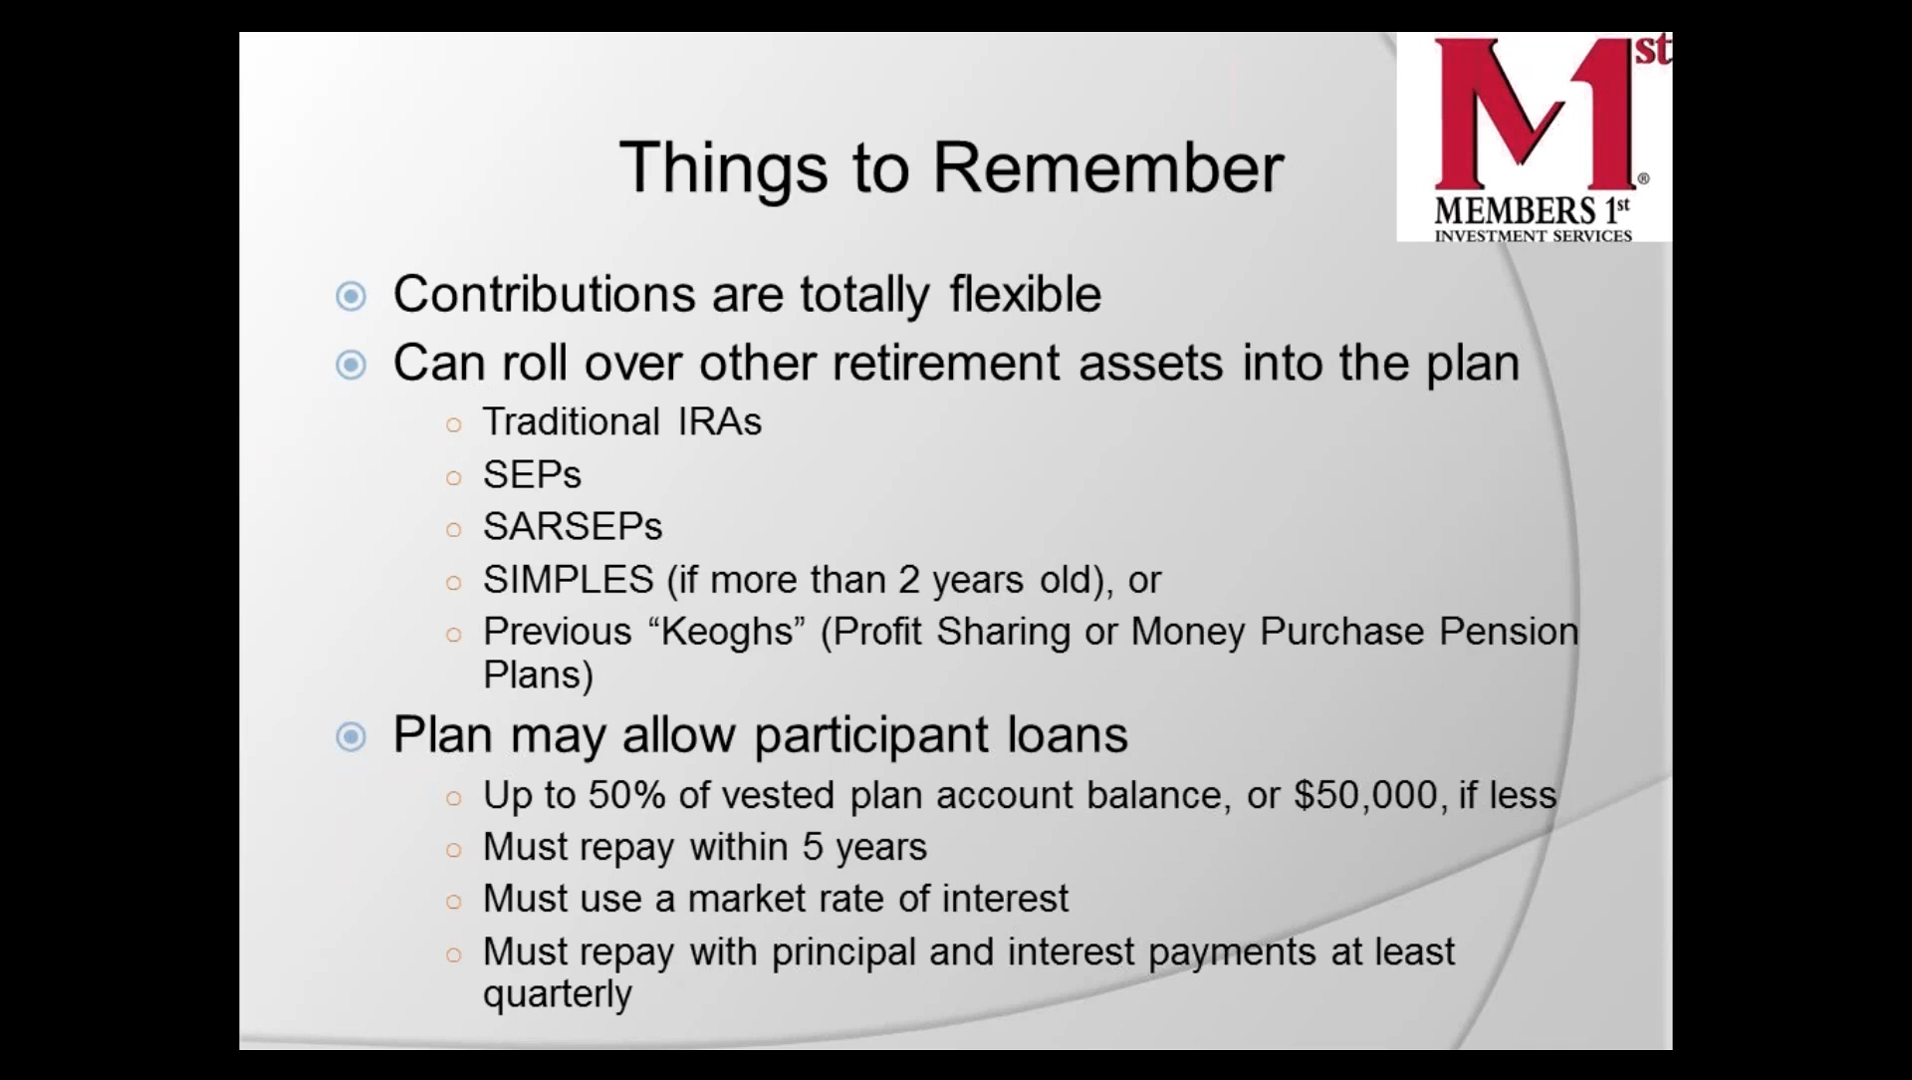 st
M1®
MEMBERS 1st
INVESTMENT SERVICES
Things to Remember
Contributions are totally flexible
Can roll over other retirement assets into the plan
Traditional IRAs
SEPs
SARSEPs
SIMPLES (if more than 2 years old), or
Previous “Keoghs” (Profit Sharing or Money Purchase Pension
Plans)
Plan may allow participant loans
Up to 50% of vested plan account balance, or $50,000, if less
Must repay within 5 years
Must use a market rate of interest
Must repay with principal and interest payments at least
quarterly